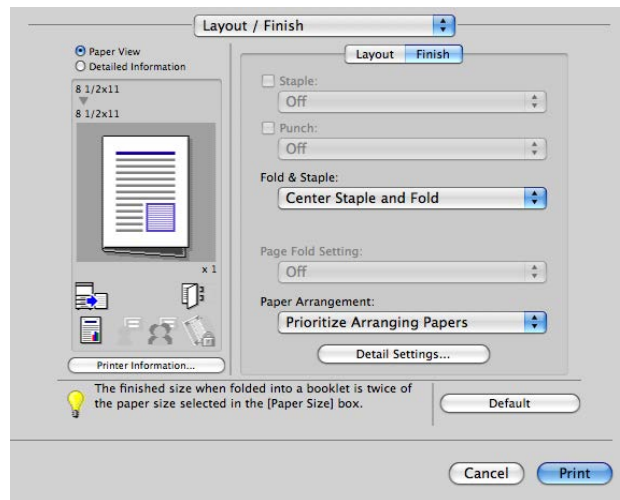 Layout / Finish
Paper View
Detailed Information
8 1/2x11
8 1/2x11
x 1
Printer Information...
Layout Finish
Staple:
Off
Punch:
Off
Fold & Staple:
Center Staple and Fold
Page Fold Setting:
Off
Paper Arrangement:
Prioritize Arranging Papers
Detail Settings...
The finished size when folded into a booklet is twice of
the paper size selected in the [Paper Size] box.
Default
Cancel Print